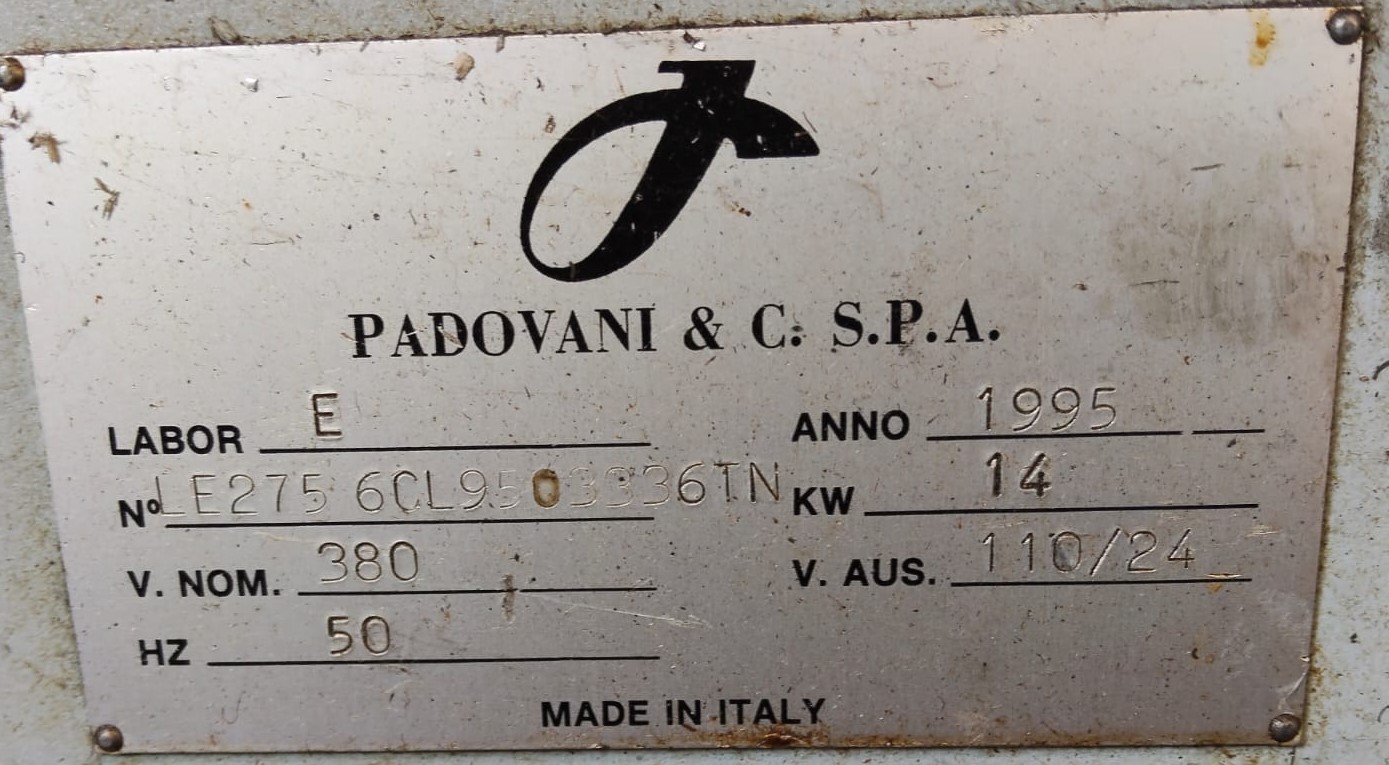 PADOVANI & C. S.P.A.
LABOR E ANNO 1995
Nº LE275 6CL9503336TN KW 14
V. NOM. 380 V. AUS. 110/24
HZ 50
MADE IN ITALY